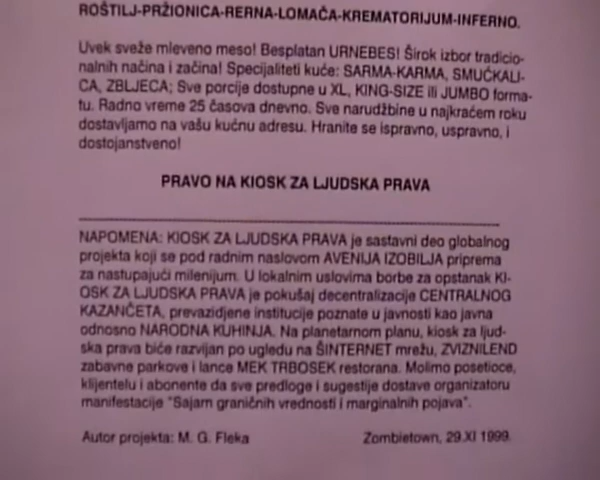 ROŠTILJ-PRŽIONICA-RERNA-LOMAČA-KREMATORIJUM-INFERNO.
Uvek sveže mleveno meso! Besplatan URNEBES! Širok izbor tradicio-
nalnih načina i začina! Specijaliteti kuće: SARMA-KARMA, SMUĆKALI-
CA, ZBLJECA; Sve porcije dostupne u XL, KING-SIZE ili JUMBO forma-
tu. Radno vreme 25 časova dnevno. Sve narudžbine u najkraćem roku
dostavljamo na vašu kućnu adresu. Hranite se ispravno, uspravno, i
dostojanstveno!
PRAVO NA KIOSK ZA LJUDSKA PRAVA
NAPOMENA: KIOSK ZA LJUDSKA PRAVA je sastavni deo globalnog
projekta koji se pod radnim naslovom AVENIJA IZOBILJA priprema
za nastupajući milenijum. U lokalnim uslovima borbe za opstanak KI-
OSK ZA LJUDSKA PRAVA je pokušaj decentralizacije CENTRALNOG
KAZANČETA, prevazidjene institucije poznate u javnosti kao javna
odnosno NARODNA KUHINJA. Na planetarnom planu, kiosk za ljud-
ska prava biće razvijan po ugledu na ŠINTERNET mrežu, ZVIZNILEND
zabavne parkove i lance MEK TRBOSEK restorana. Molimo posetioce,
klijentelu i abonente da sve predloge i sugestije dostave organizatoru
manifestacije "Sajam graničnih vrednosti i marginalnih pojava".
Autor projekta: M. G. Fleka Zombietown, 29.XI 1999.